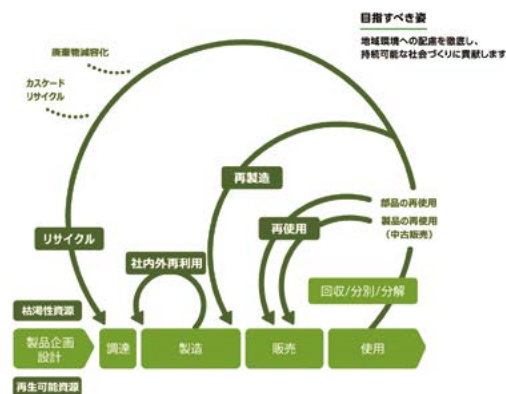 目指すべき姿
地域環境への配慮を徹底し、
持続可能な社会づくりに貢献します
廃棄物減容化
カスケード
リサイクル
再製造
部品の再使用
再使用
製品の再使用
(中古販売)
リサイクル
社内外再利用
回収/分別/分解
枯渇性資源
製品企画
設計
調達
製造
販売
使用
再生可能資源